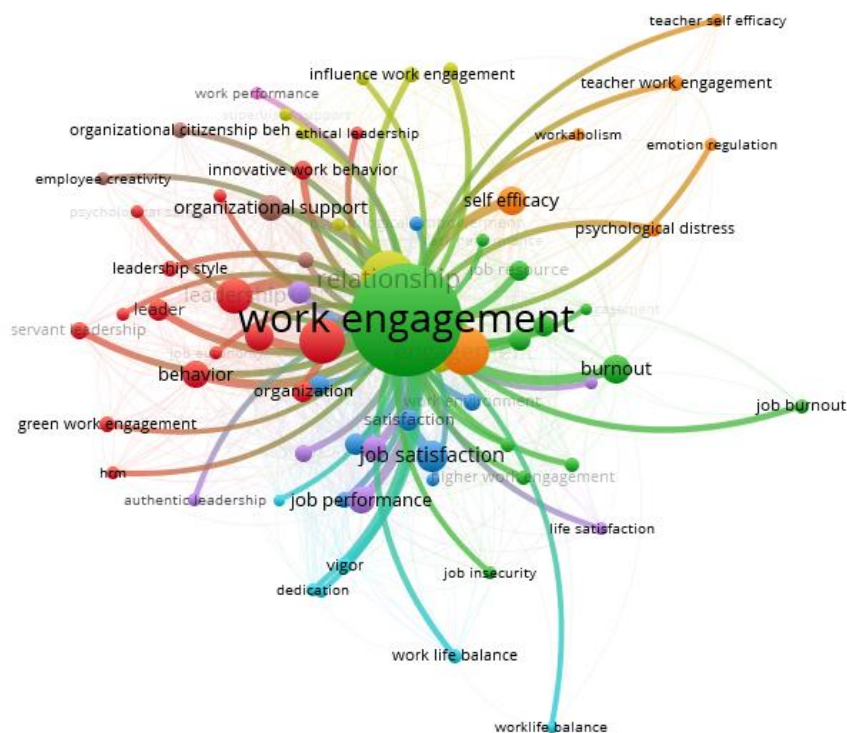 teacher self efficacy
influence work engagement
teacher work engagement
work performance
organizational citizenship beh
ethical leadership
workaholism
emotion regulation
innovative work behavior
employee creativity
self efficacy
organizational support
psychological distress
leadership style
job resource
relationship
leadership
leader
work engagement
servant leadership
behavior
burnout
organization
work environment
job burnout
satisfaction
green work engagement
job satisfaction
hrm
higher work engagement
authentic leadership
job performance
life satisfaction
vigor
job insecurity
dedication
work life balance
worklife balance